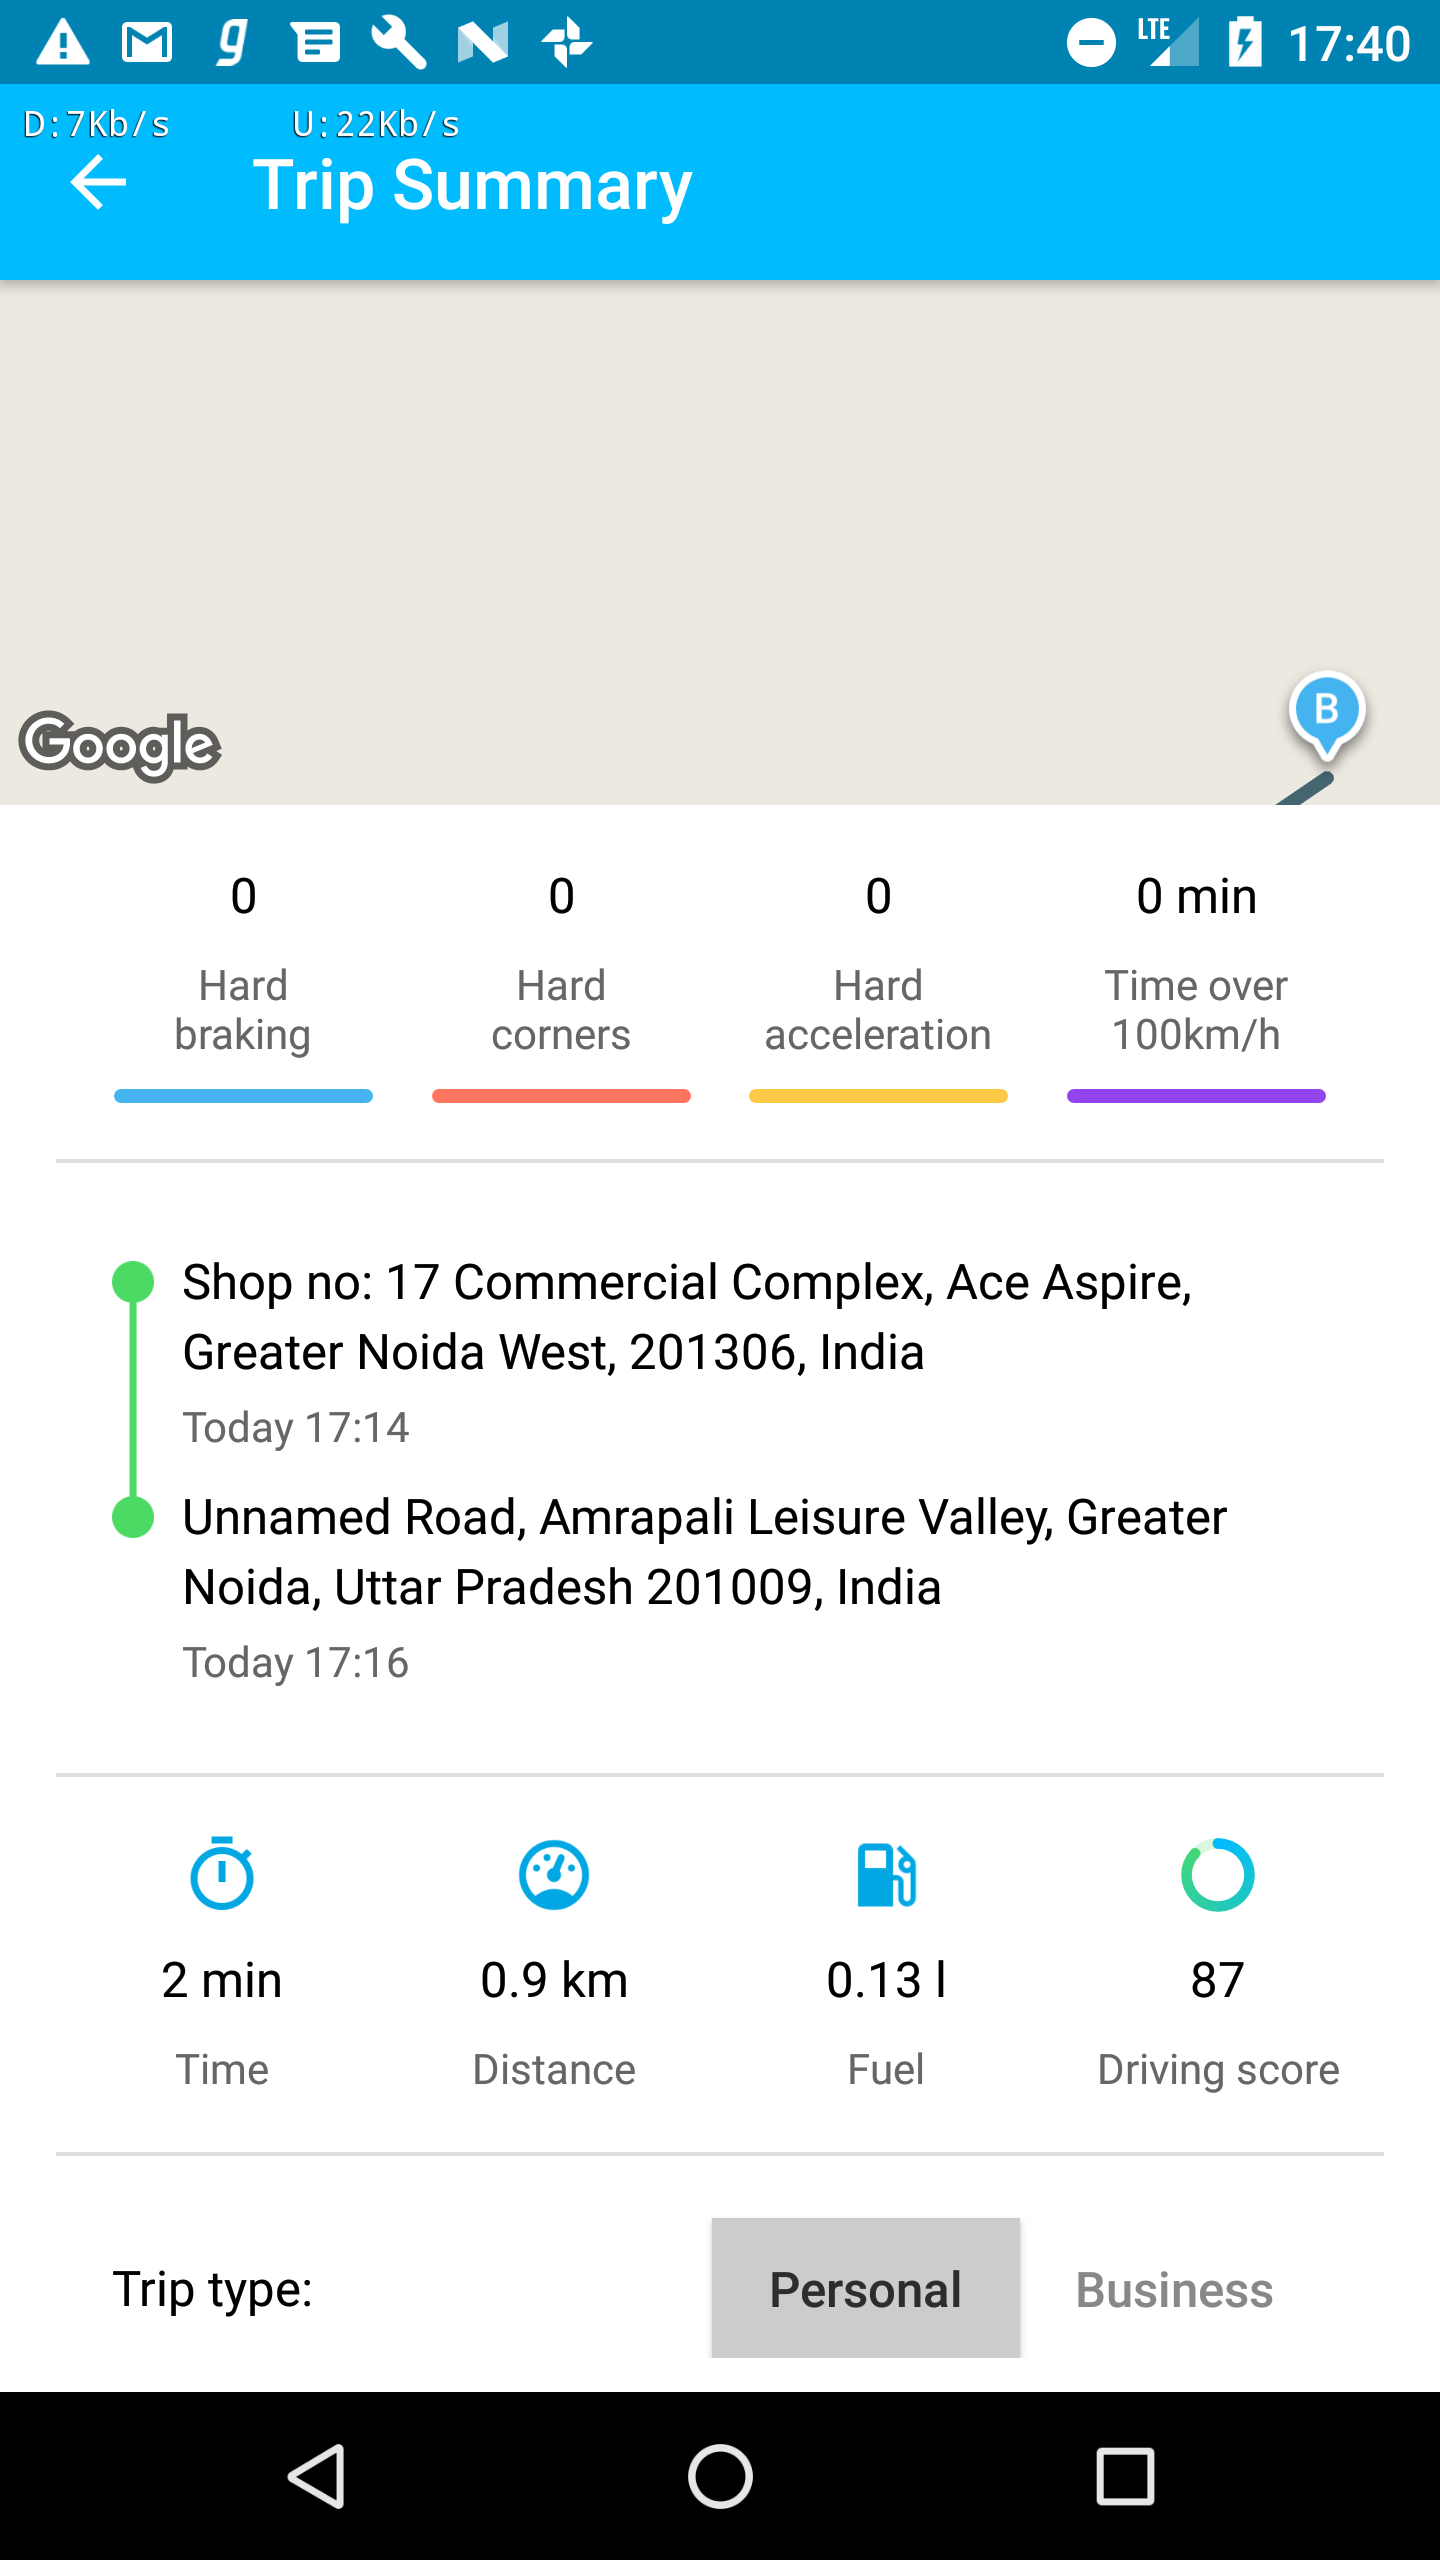 LTE 17:40
D:7Kb/s U:22Kb/s
Trip Summary
B
Google
0 0 0 0 min
Hard braking
Hard corners
Hard acceleration
Time over 100km/h
Shop no: 17 Commercial Complex, Ace Aspire,
Greater Noida West, 201306, India
Today 17:14
Unnamed Road, Amrapali Leisure Valley, Greater
Noida, Uttar Pradesh 201009, India
Today 17:16
2 min 0.9 km 0.13 l 87
Time Distance Fuel Driving score
Trip type: Personal Business